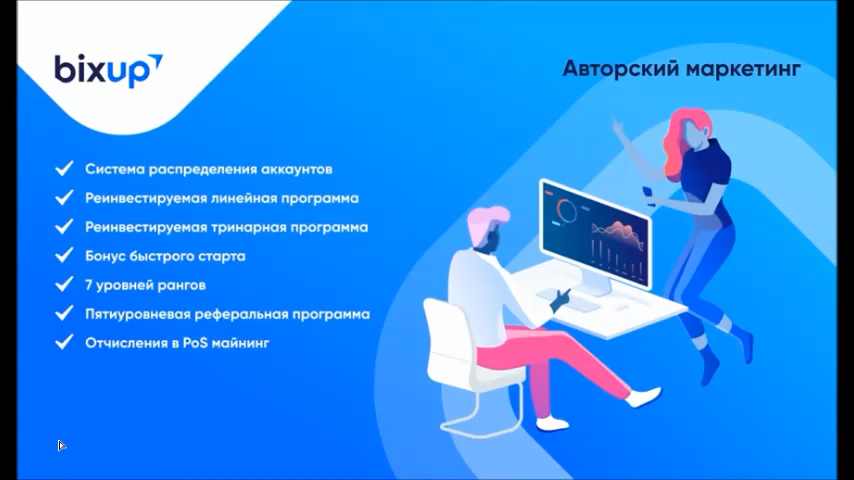 bixup
Авторский маркетинг
Система распределения аккаунтов
Реинвестируемая линейная программа
Реинвестируемая тринарная программа
Бонус быстрого старта
7 уровней рангов
Пятиуровневая реферальная программа
Отчисления в PoS майнинг